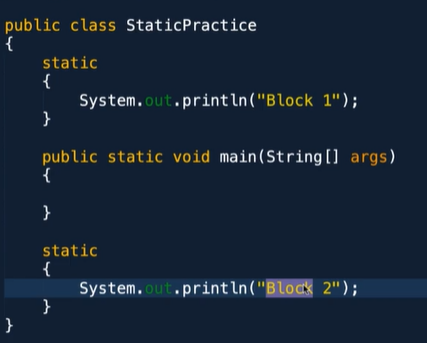 public class StaticPractice
{
    static
    {
        System.out.println("Block 1");
    }

    public static void main(String[] args)
    {

    }

    static
    {
        System.out.println("Block 2");
    }
}